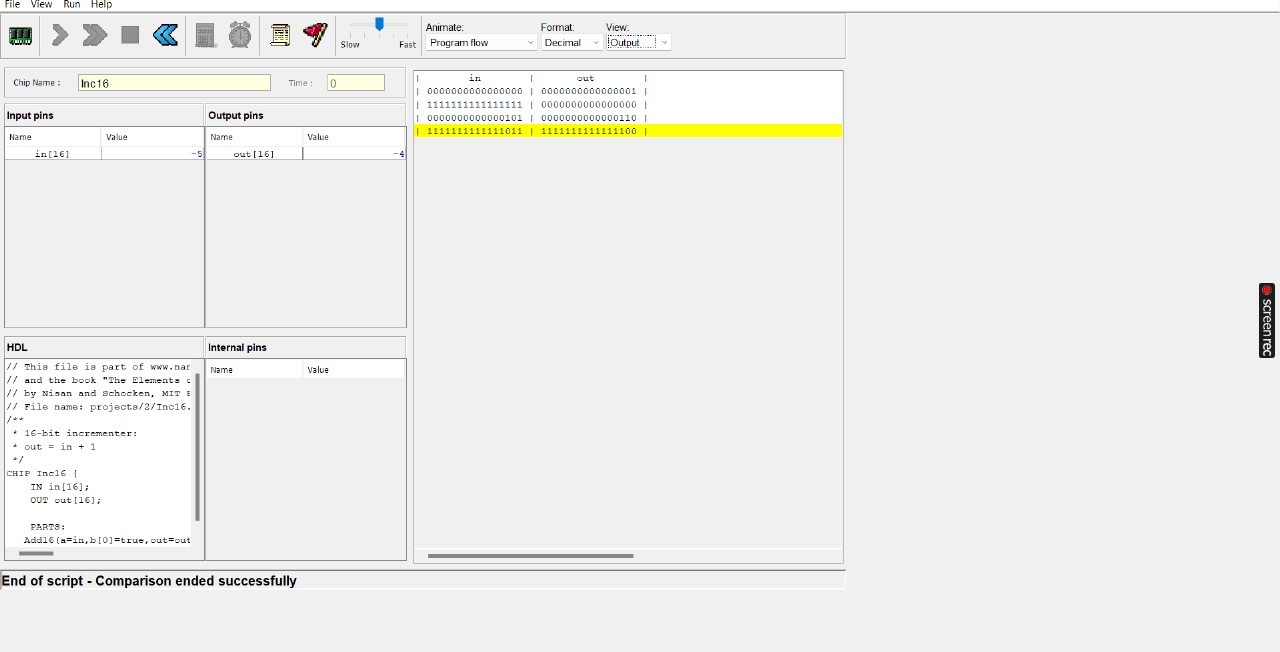 File View Run Help
Slow Fast
Animate: Format: View:
Program flow Decimal Output
Chip Name : Inc16 Time : 0
Input pins Output pins
Name Value Name Value
in[16] -5 out[16] -4
| in | out |
| 0000000000000000 | 0000000000000001 |
| 1111111111111111 | 0000000000000000 |
| 0000000000000101 | 0000000000000110 |
| 1111111111111011 | 1111111111111100 |
HDL Internal pins
Name Value
// This file is part of www.nan
// and the book "The Elements o
// by Nisan and Schocken, MIT P
// File name: projects/2/Inc16.
/**
* 16-bit incrementer:
* out = in + 1
*/
CHIP Inc16 {
IN in[16];
OUT out[16];
PARTS:
Add16(a=in,b[0]=true,out=out
End of script - Comparison ended successfully
screenrec